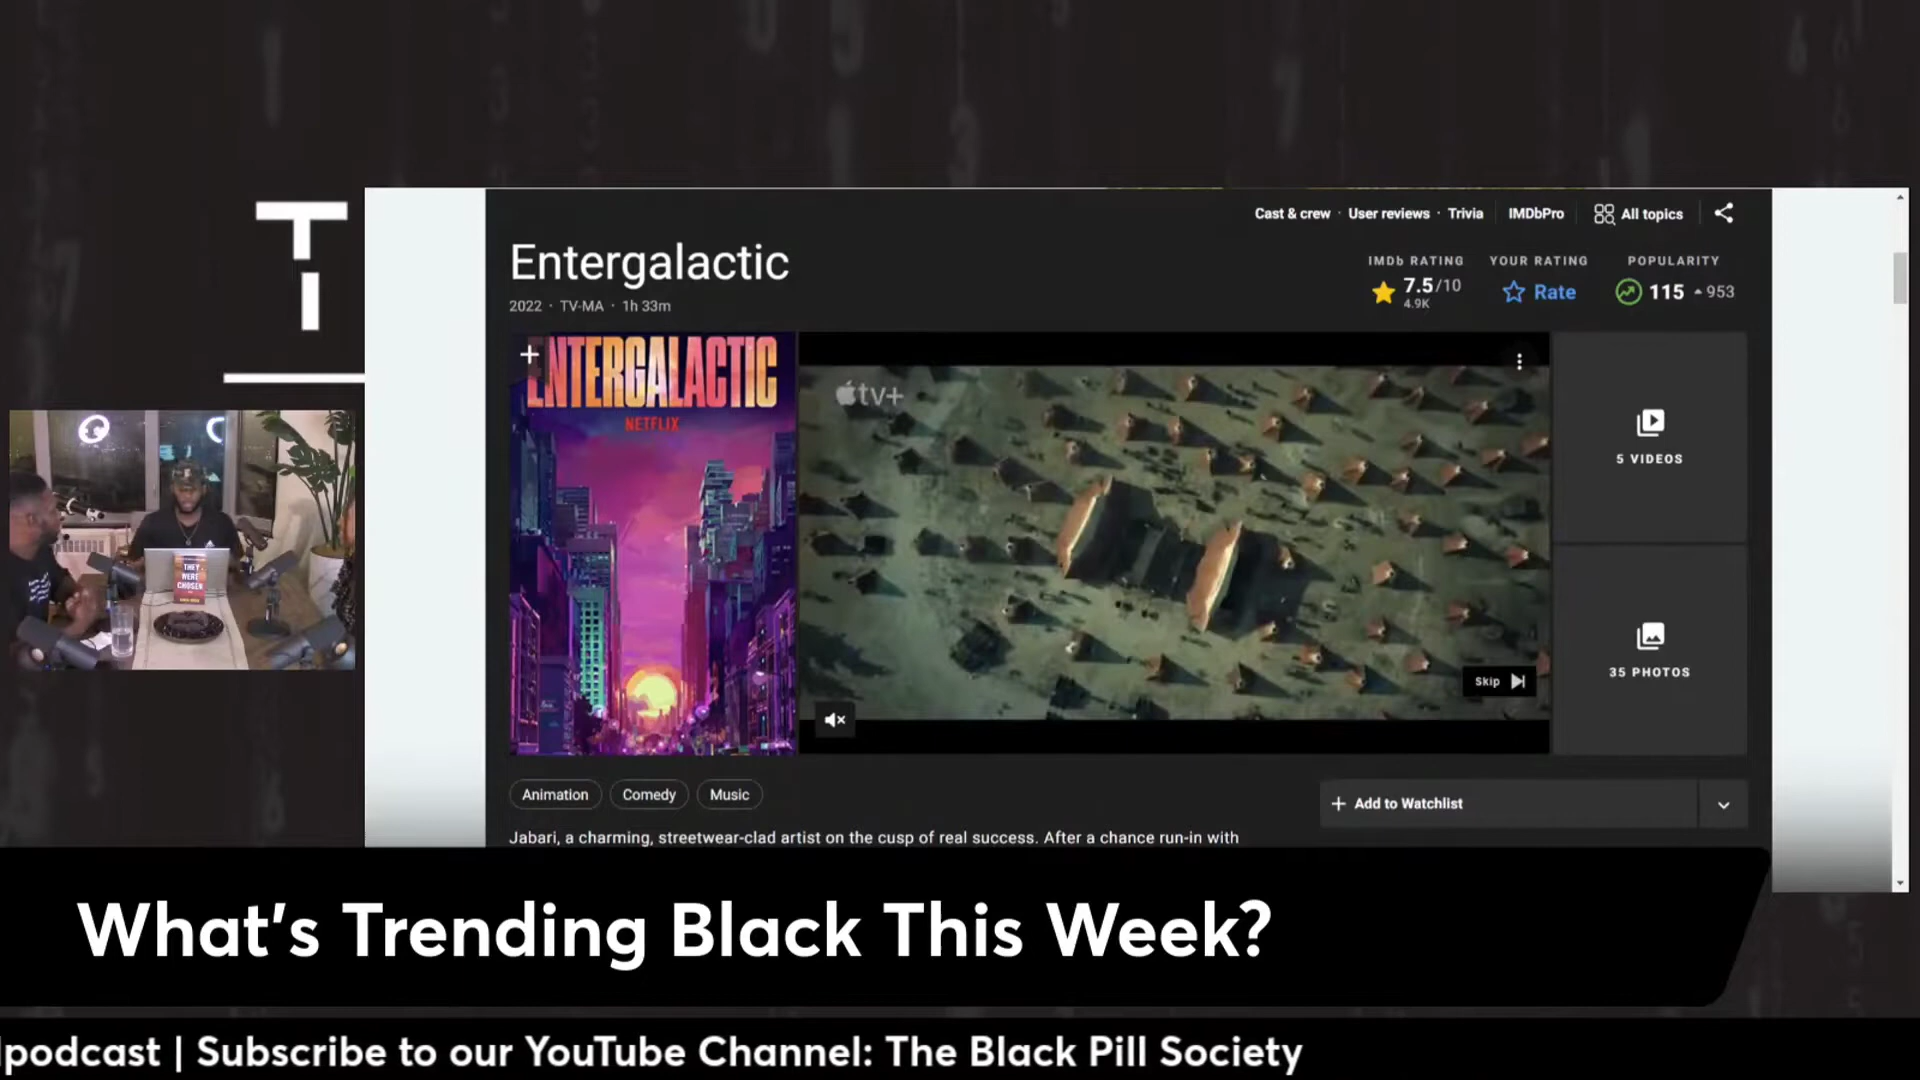 T
I
Cast & crew · User reviews · Trivia IMDbPro All topics
Entergalactic
2022 · TV-MA · 1h 33m
IMDb RATING YOUR RATING POPULARITY
7.5/10 Rate 115 953
4.9K
ENTERGALACTIC
NETFLIX
tv+
5 VIDEOS
35 PHOTOS
Skip
THEY
WERE
CHOSEN
Animation Comedy Music
+ Add to Watchlist
Jabari, a charming, streetwear-clad artist on the cusp of real success. After a chance run-in with
What's Trending Black This Week?
podcast | Subscribe to our YouTube Channel: The Black Pill Society